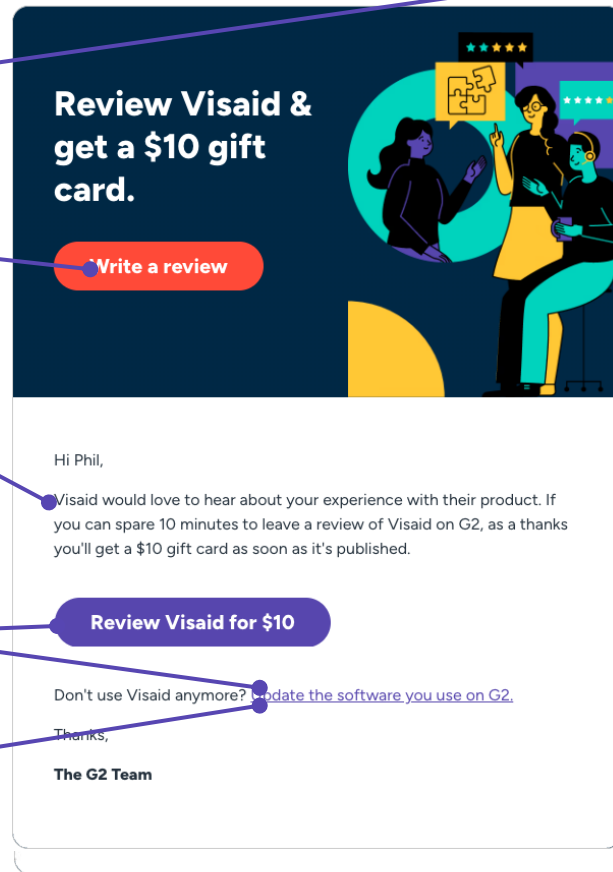 Review Visaid &
get a $10 gift
card.
Write a review
Hi Phil,
Visaid would love to hear about your experience with their product. If
you can spare 10 minutes to leave a review of Visaid on G2, as a thanks
you'll get a $10 gift card as soon as it's published.
Review Visaid for $10
Don't use Visaid anymore? Update the software you use on G2.
Thanks,
The G2 Team